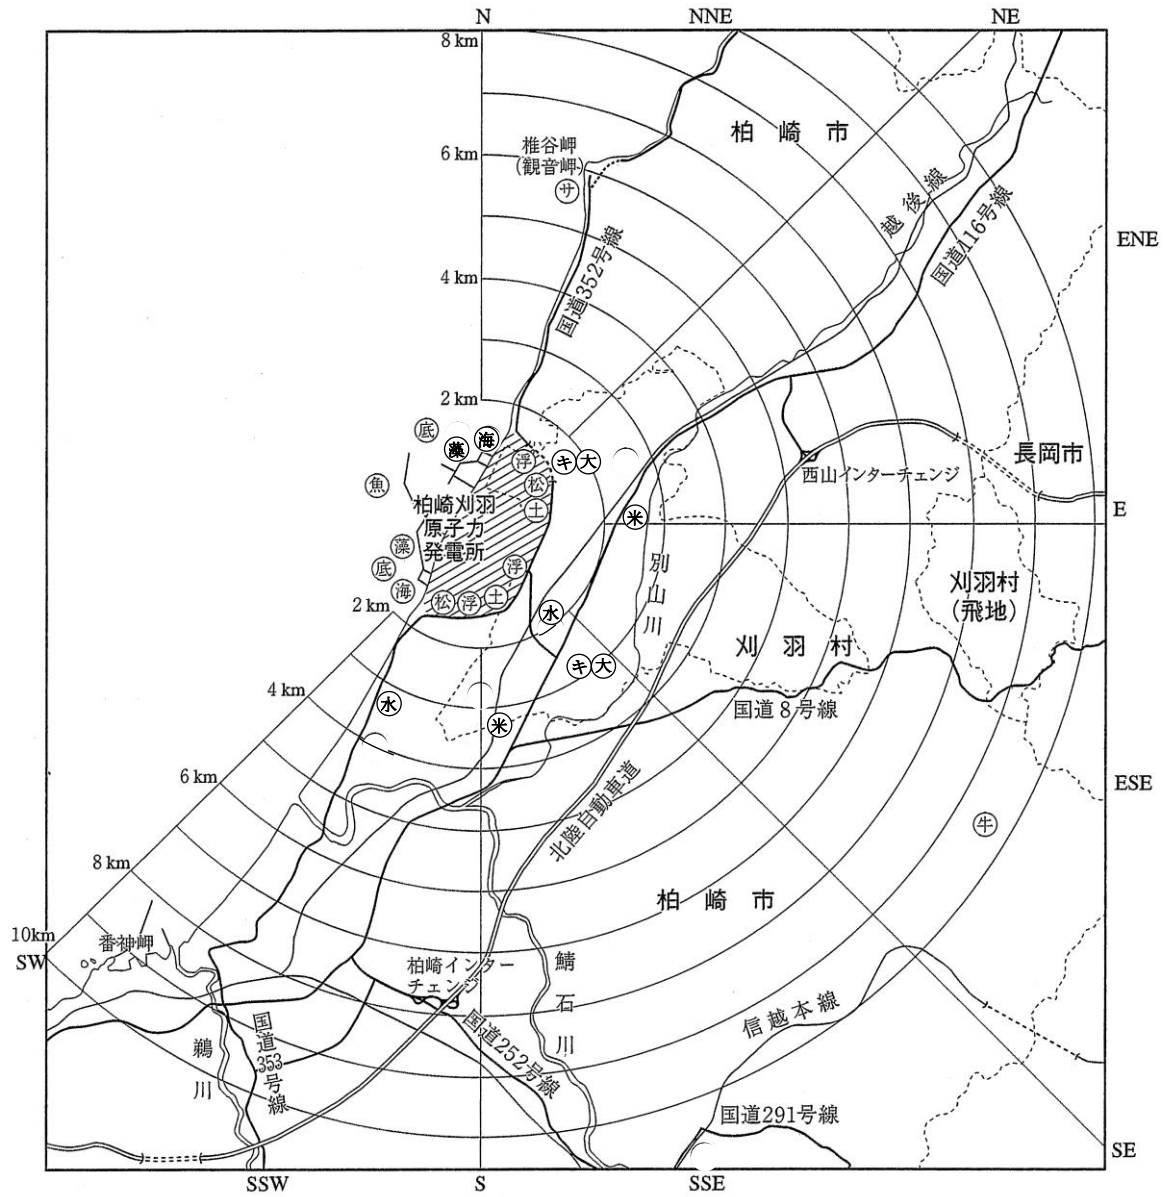 N
NNE
NE
8 km
柏崎市
椎谷岬
(観音岬)
サ
6 km
越後線
国道116号線
ENE
国道352号線
4 km
2 km
底
藻
海
浮
キ
大
魚
松
土
西山インターチェンジ
長岡市
柏崎刈羽
原子力
発電所
米
E
藻
底
海
浮
松
浮
土
2 km
水
別山川
刈羽村
(飛地)
刈羽村
キ
大
4 km
水
米
国道8号線
6 km
北陸自動車道
ESE
牛
8 km
柏崎市
10km
SW
番神岬
柏崎インター
チェンジ
鯖石川
信越本線
国道252号線
国道353号線
鵜川
国道291号線
SE
SSW
S
SSE